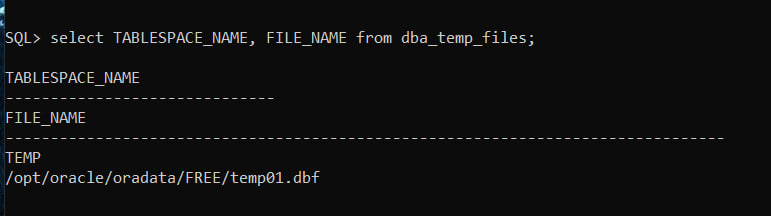 SQL> select TABLESPACE_NAME, FILE_NAME from dba_temp_files;
TABLESPACE_NAME
------------------------------
FILE_NAME
--------------------------------------------------------------------------------
TEMP
/opt/oracle/oradata/FREE/temp01.dbf